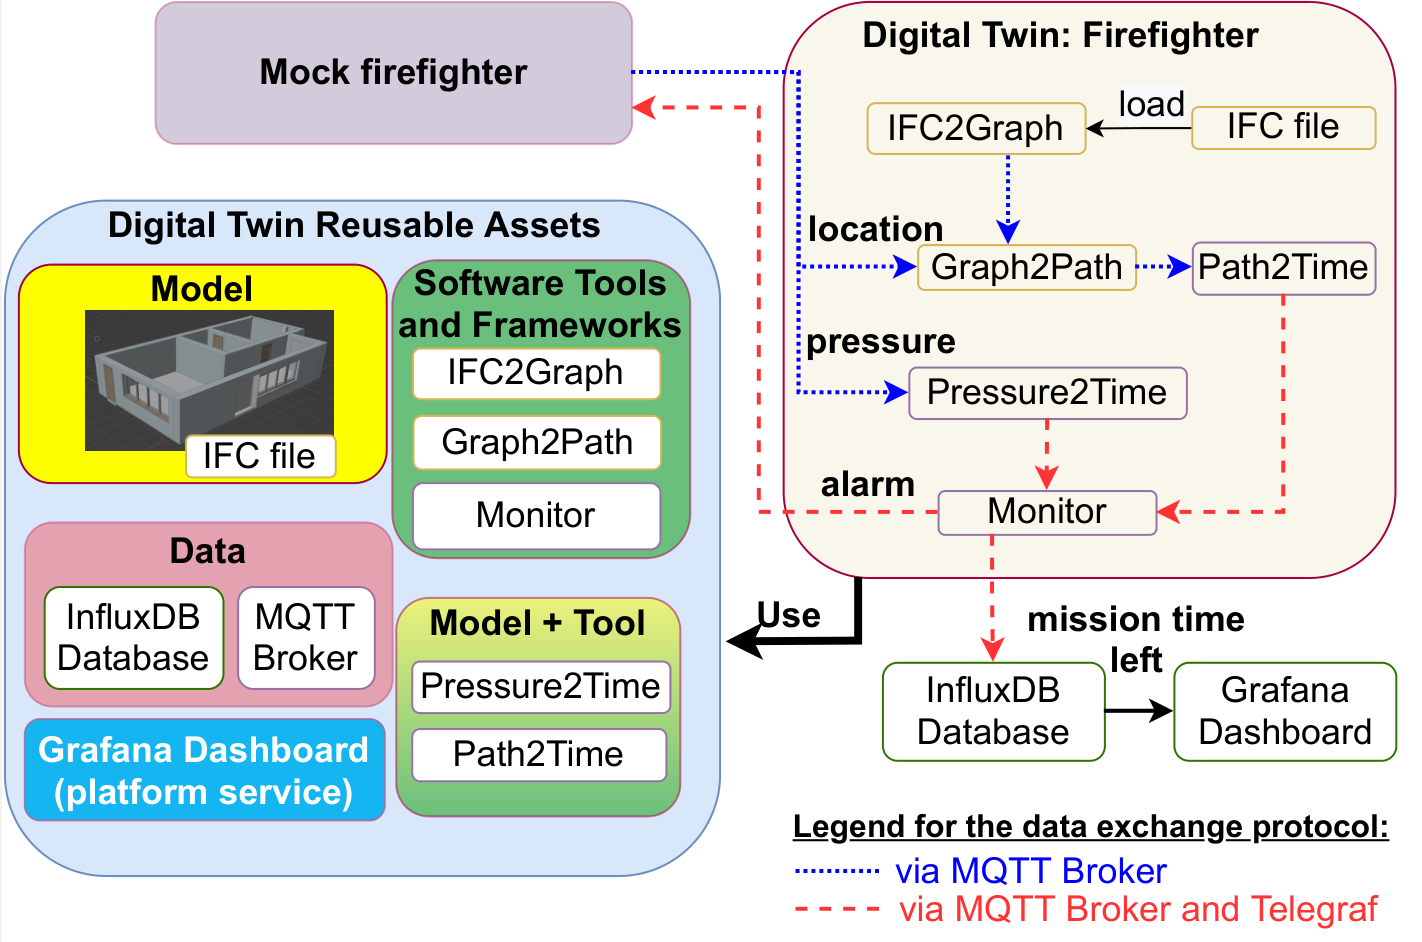 Mock firefighter
Digital Twin: Firefighter
load
IFC2Graph
IFC file
location
Graph2Path
Path2Time
pressure
Pressure2Time
alarm
Monitor
Use
mission time
left
InfluxDB
Database
Grafana
Dashboard
Digital Twin Reusable Assets
Model
IFC file
Software Tools
and Frameworks
IFC2Graph
Graph2Path
Monitor
Data
InfluxDB
Database
MQTT
Broker
Model + Tool
Pressure2Time
Path2Time
Grafana Dashboard
(platform service)
Legend for the data exchange protocol:
via MQTT Broker
via MQTT Broker and Telegraf